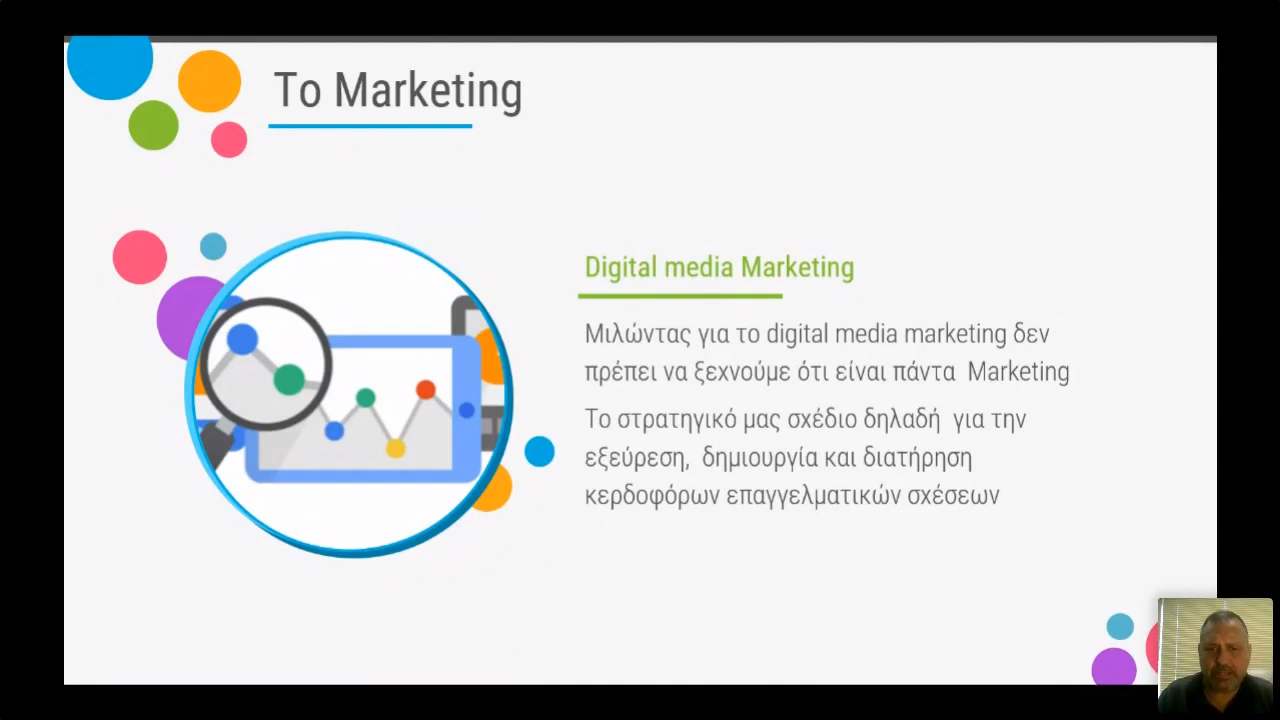 Το Marketing
Digital media Marketing
Μιλώντας για το digital media marketing δεν
πρέπει να ξεχνούμε ότι είναι πάντα  Marketing
Το στρατηγικό μας σχέδιο δηλαδή  για την
εξεύρεση,  δημιουργία και διατήρηση
κερδοφόρων επαγγελματικών σχέσεων